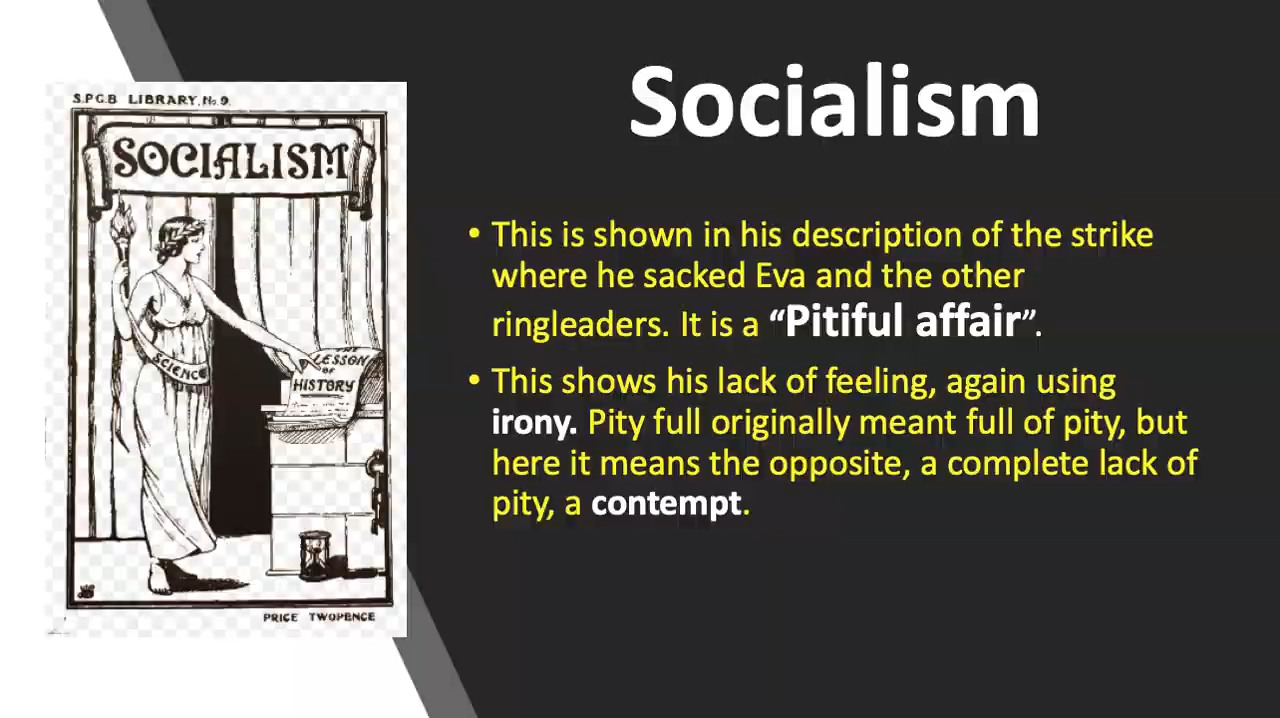 S.P.G.B LIBRARY, No. 9.
SOCIALISM
SCIENCE
THE
LESSON
OF
HISTORY
PRICE TWOPENCE
Socialism
• This is shown in his description of the strike
where he sacked Eva and the other
ringleaders. It is a “Pitiful affair”.
• This shows his lack of feeling, again using
irony. Pity full originally meant full of pity, but
here it means the opposite, a complete lack of
pity, a contempt.